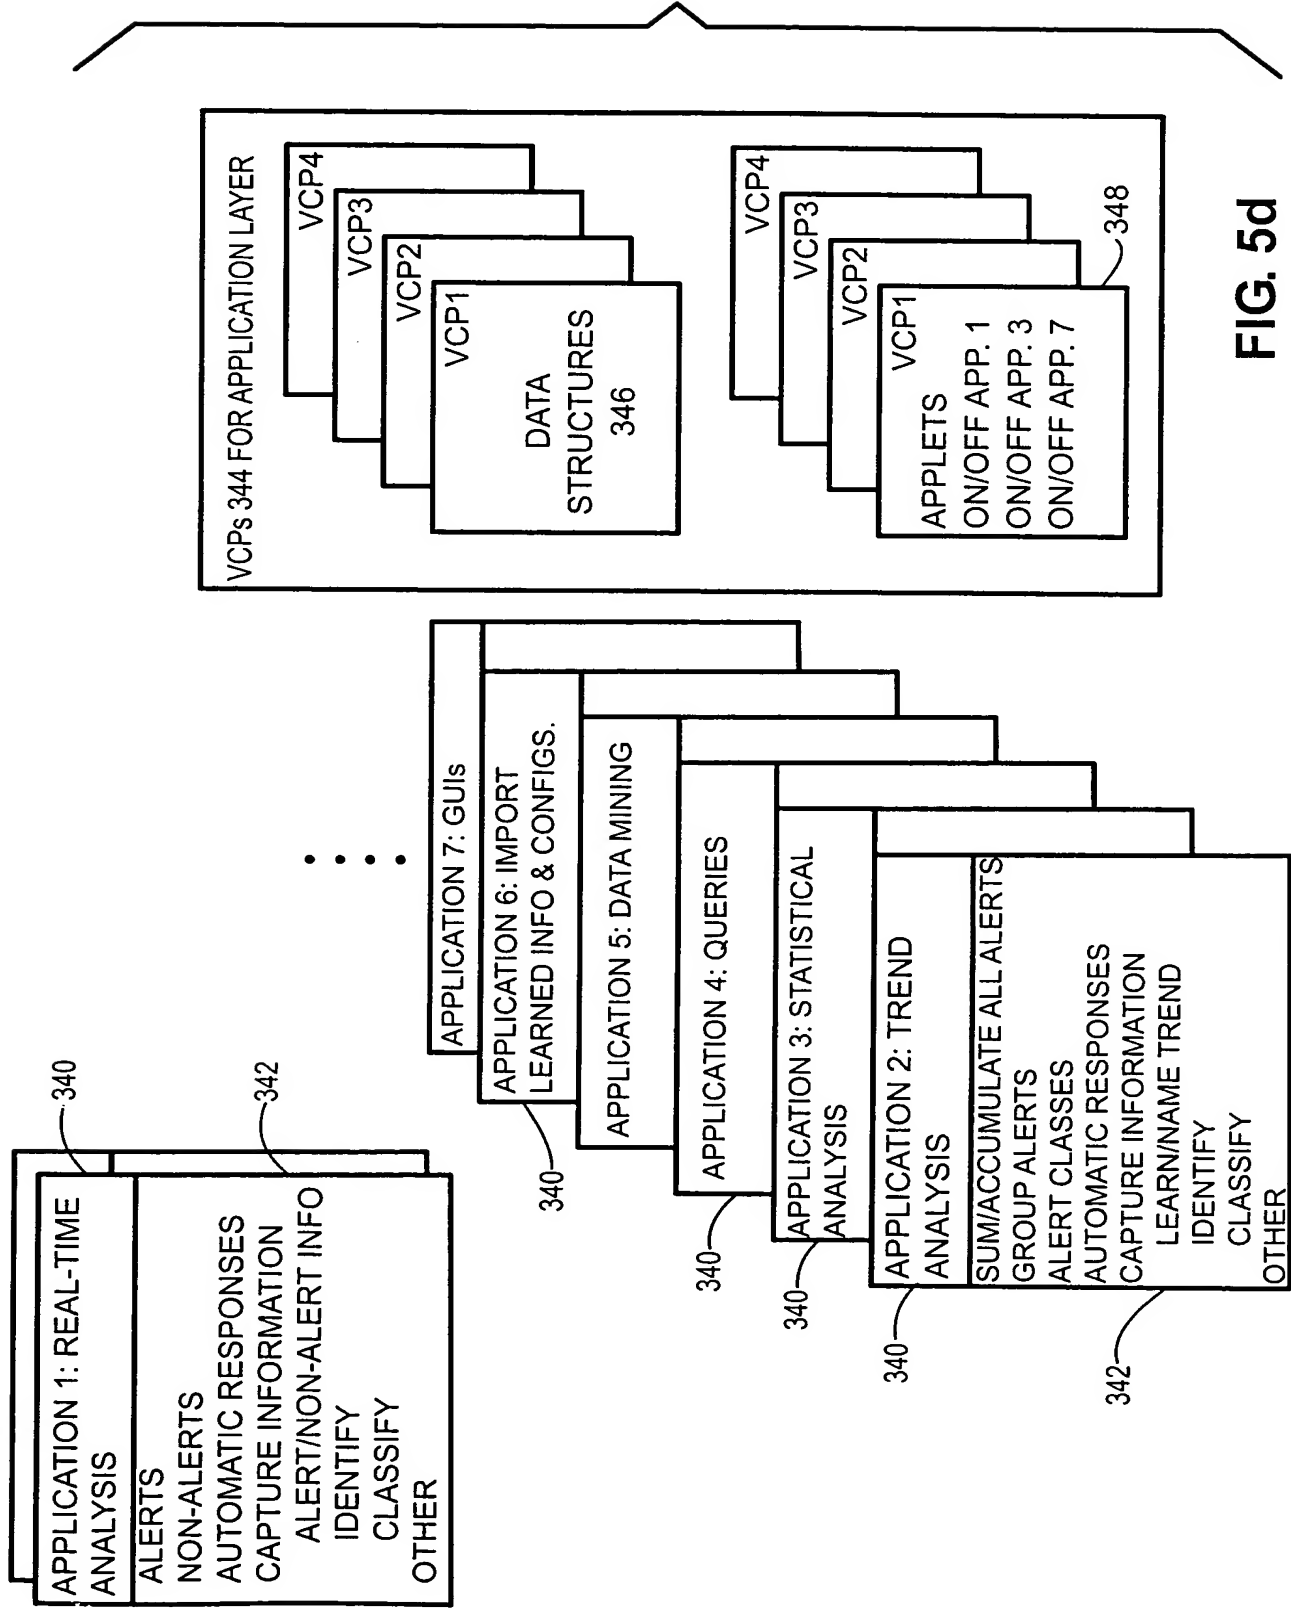 APPLICATION 1: REAL-TIME
ANALYSIS
340
ALERTS
NON-ALERTS
AUTOMATIC RESPONSES
CAPTURE INFORMATION
ALERT/NON-ALERT INFO
IDENTIFY
CLASSIFY
OTHER
342
APPLICATION 7: GUIs
APPLICATION 6: IMPORT
LEARNED INFO & CONFIGS.
340
APPLICATION 5: DATA MINING
APPLICATION 4: QUERIES
340
APPLICATION 3: STATISTICAL
ANALYSIS
340
APPLICATION 2: TREND
ANALYSIS
340
SUM/ACCUMULATE ALL ALERTS
GROUP ALERTS
ALERT CLASSES
AUTOMATIC RESPONSES
CAPTURE INFORMATION
LEARN/NAME TREND
IDENTIFY
CLASSIFY
OTHER
342
VCPs 344 FOR APPLICATION LAYER
VCP4
VCP3
VCP2
VCP1
DATA
STRUCTURES
346
VCP4
VCP3
VCP2
VCP1
APPLETS
ON/OFF APP. 1
ON/OFF APP. 3
ON/OFF APP. 7
348
FIG. 5d